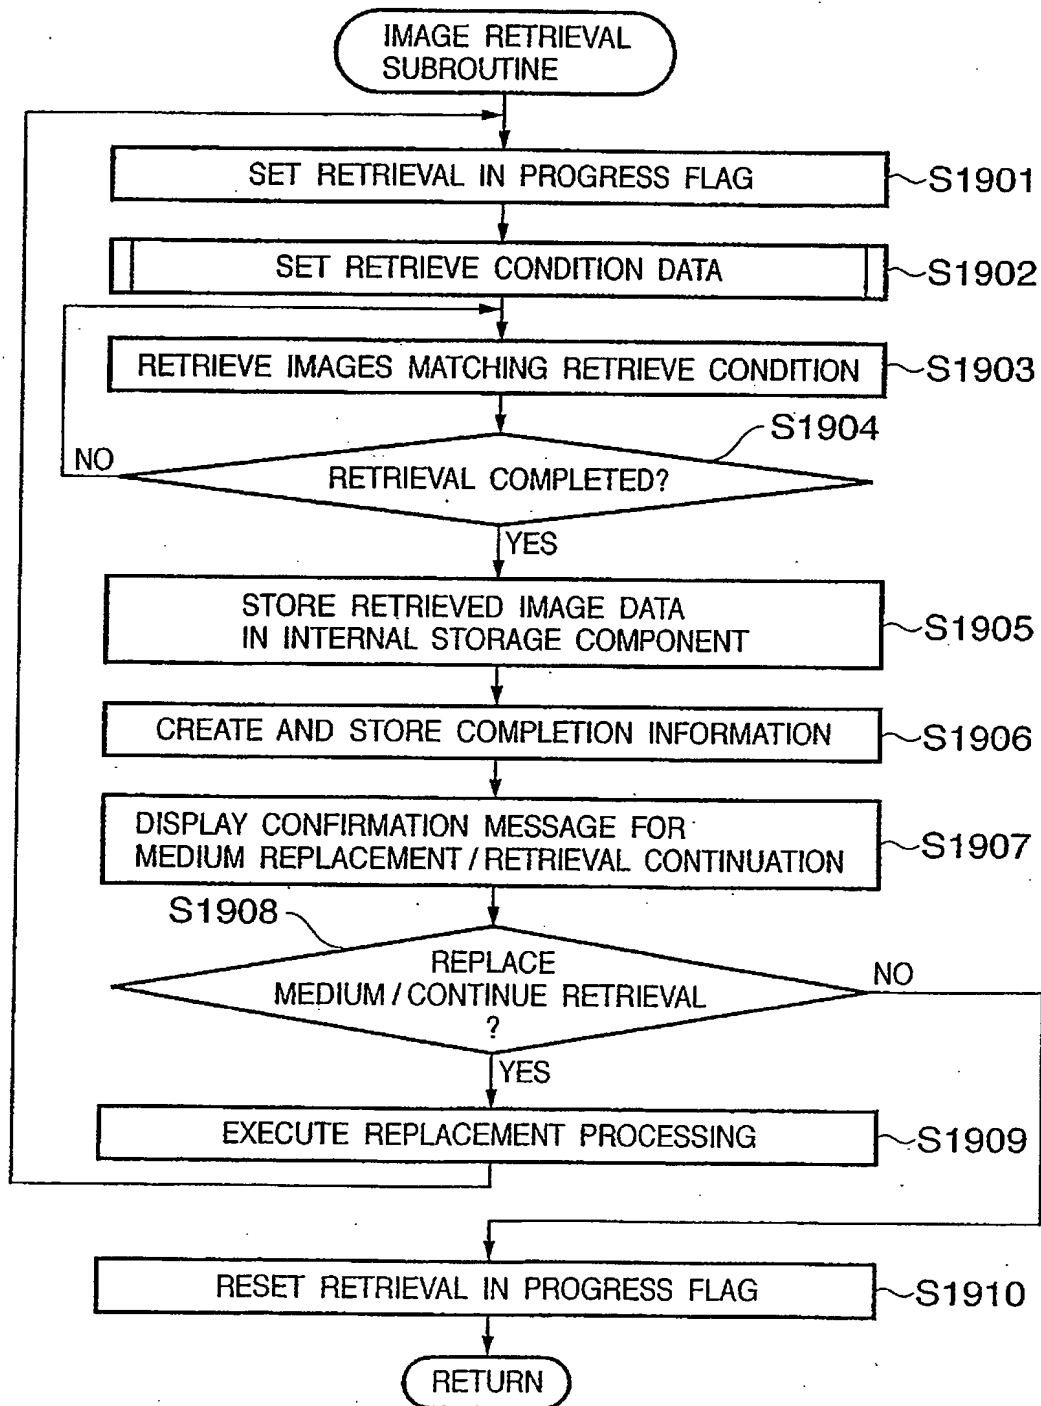 IMAGE RETRIEVAL
SUBROUTINE
SET RETRIEVAL IN PROGRESS FLAG
S1901
SET RETRIEVE CONDITION DATA
S1902
RETRIEVE IMAGES MATCHING RETRIEVE CONDITION
S1903
S1904
NO
RETRIEVAL COMPLETED?
YES
STORE RETRIEVED IMAGE DATA
IN INTERNAL STORAGE COMPONENT
S1905
CREATE AND STORE COMPLETION INFORMATION
S1906
DISPLAY CONFIRMATION MESSAGE FOR
MEDIUM REPLACEMENT/RETRIEVAL CONTINUATION
S1907
S1908
REPLACE
MEDIUM/CONTINUE RETRIEVAL
?
NO
YES
EXECUTE REPLACEMENT PROCESSING
S1909
RESET RETRIEVAL IN PROGRESS FLAG
S1910
RETURN